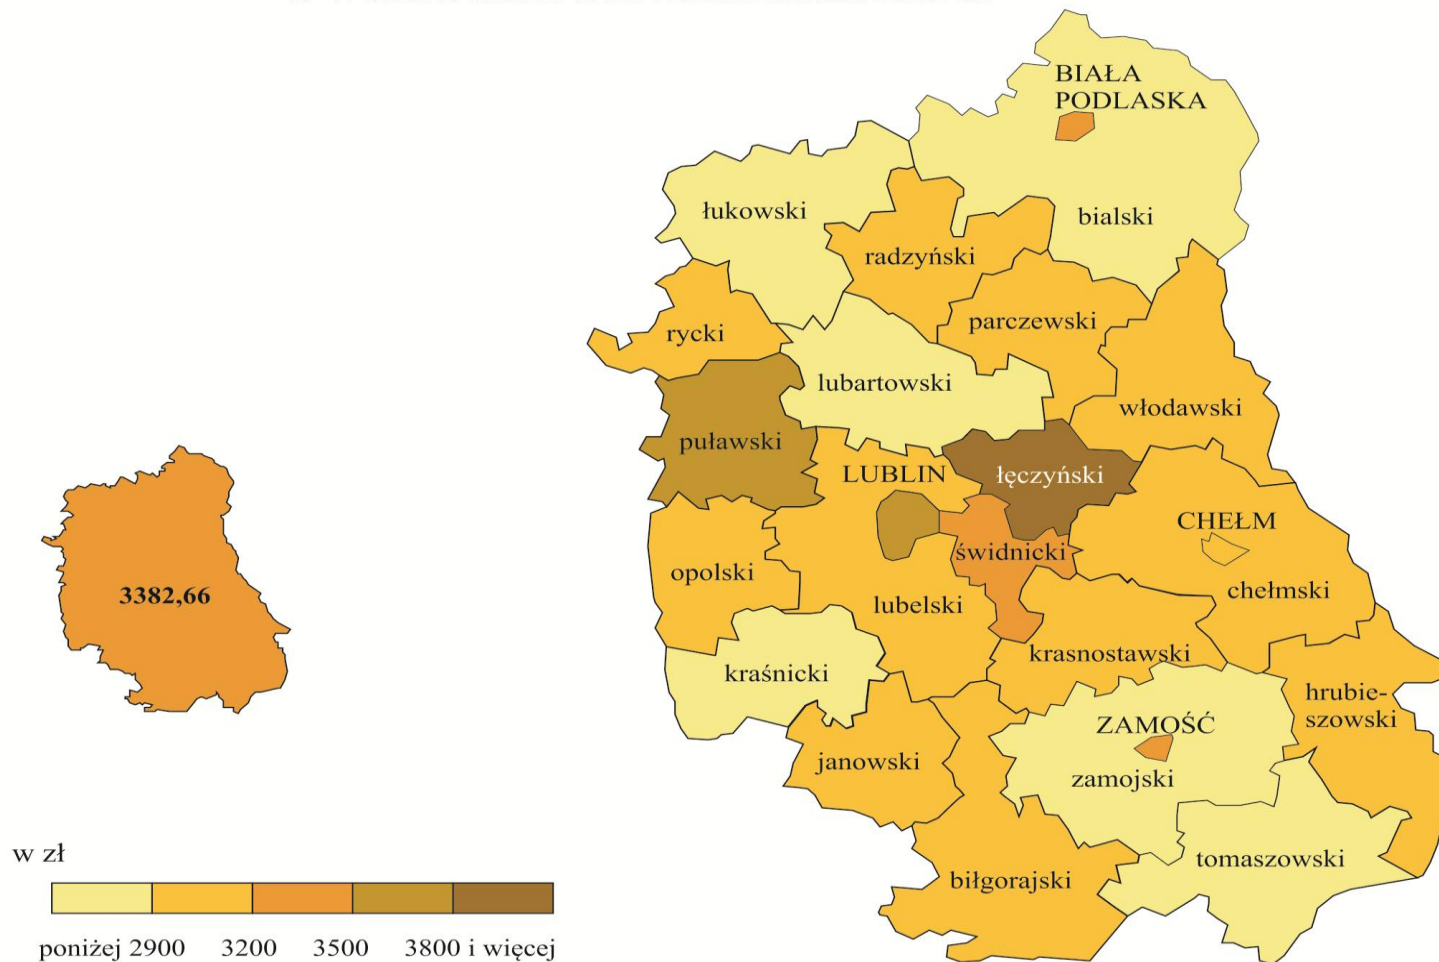 BIAŁA
PODLASKA
łukowski
bialski
radzyński
parczewski
rycki
lubartowski
włodawski
puławski
LUBLIN
łęczyński
CHEŁM
świdnicki
opolski
chełmski
lubelski
3382,66
krasnostawski
kraśnicki
hrubie-
szowski
ZAMOŚĆ
janowski
zamojski
tomaszowski
biłgorajski
w zł
poniżej 2900 3200 3500 3800 i więcej